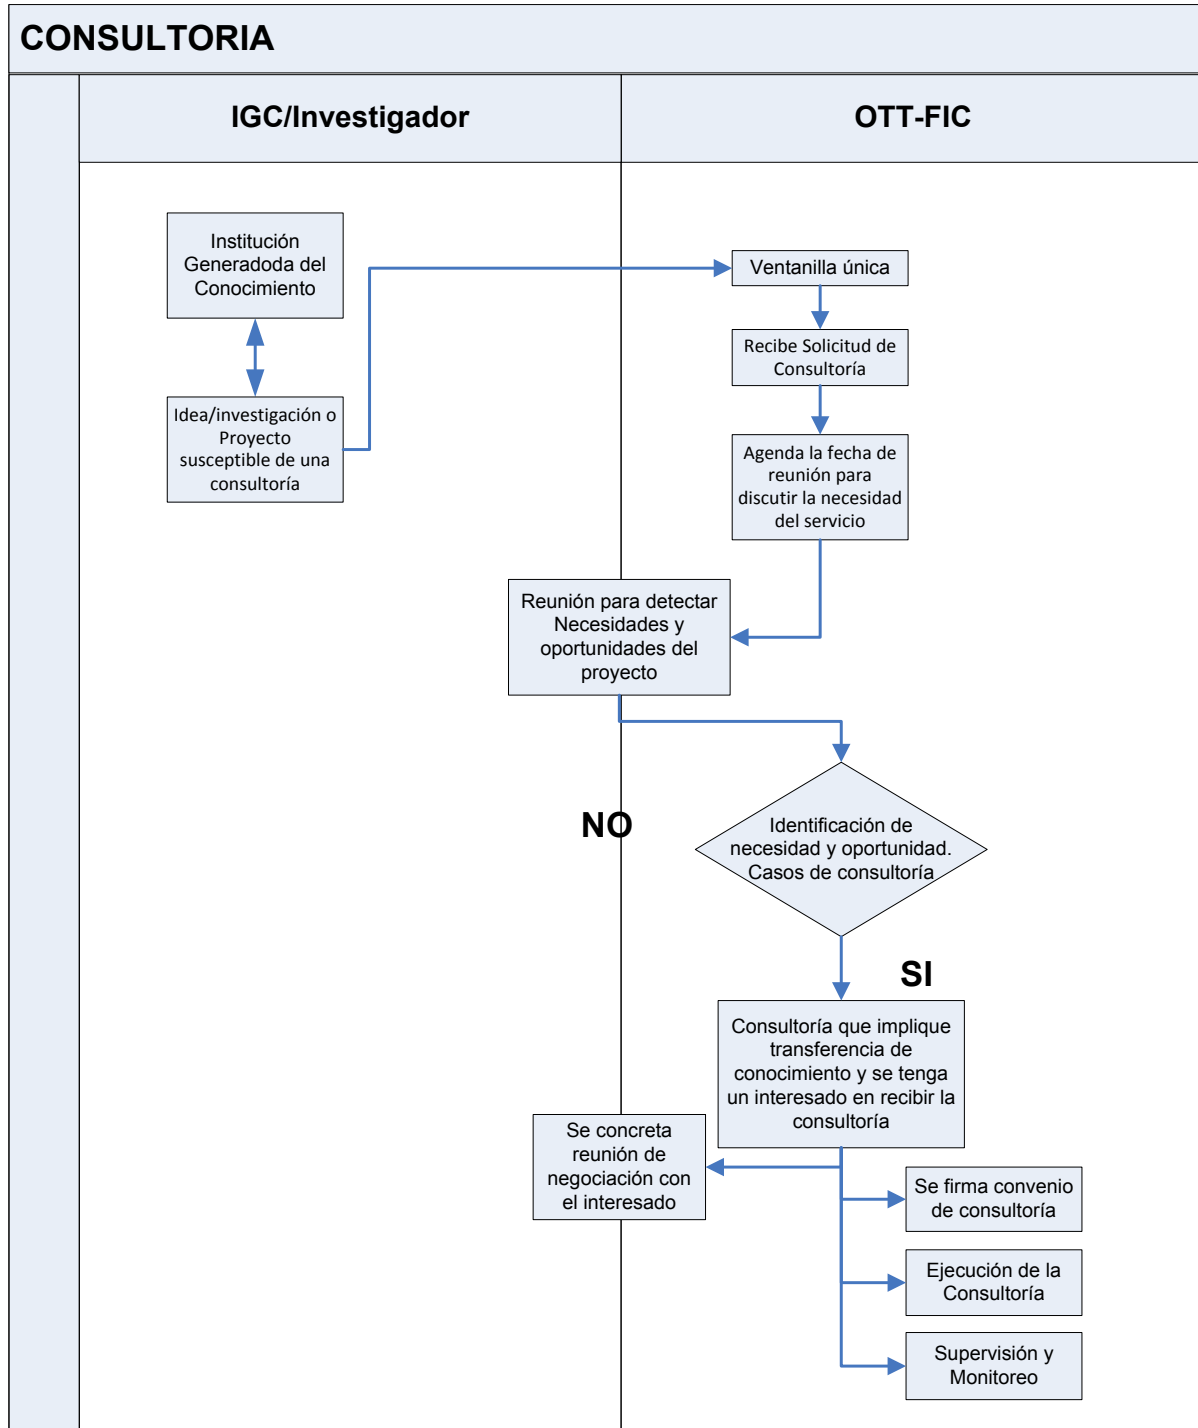 CONSULTORIA
IGC/Investigador
OTT-FIC
Institución
Generadoda del
Conocimiento
Ventanilla única
Recibe Solicitud de
Consultoría
Idea/investigación o
Proyecto
susceptible de una
consultoría
Agenda la fecha de
reunión para
discutir la necesidad
del servicio
Reunión para detectar
Necesidades y
oportunidades del
proyecto
NO
Identificación de
necesidad y oportunidad.
Casos de consultoría
SI
Consultoría que implique
transferencia de
conocimiento y se tenga
un interesado en recibir la
consultoría
Se concreta
reunión de
negociación con
el interesado
Se firma convenio
de consultoría
Ejecución de la
Consultoría
Supervisión y
Monitoreo